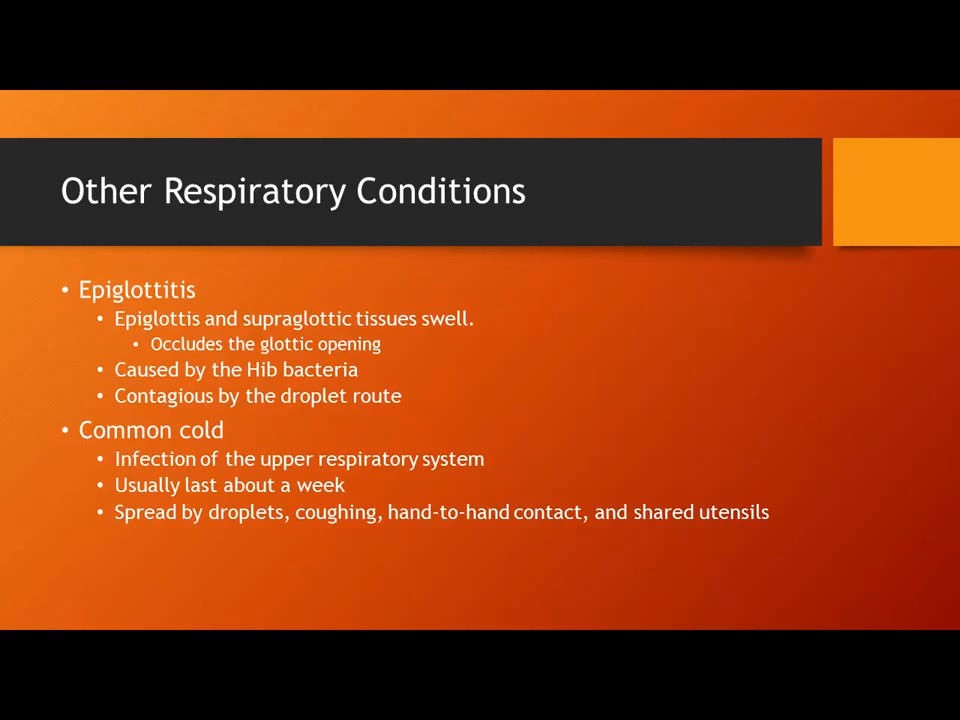 Other Respiratory Conditions
• Epiglottitis
• Epiglottis and supraglottic tissues swell.
• Occludes the glottic opening
• Caused by the Hib bacteria
• Contagious by the droplet route
• Common cold
• Infection of the upper respiratory system
• Usually last about a week
• Spread by droplets, coughing, hand-to-hand contact, and shared utensils